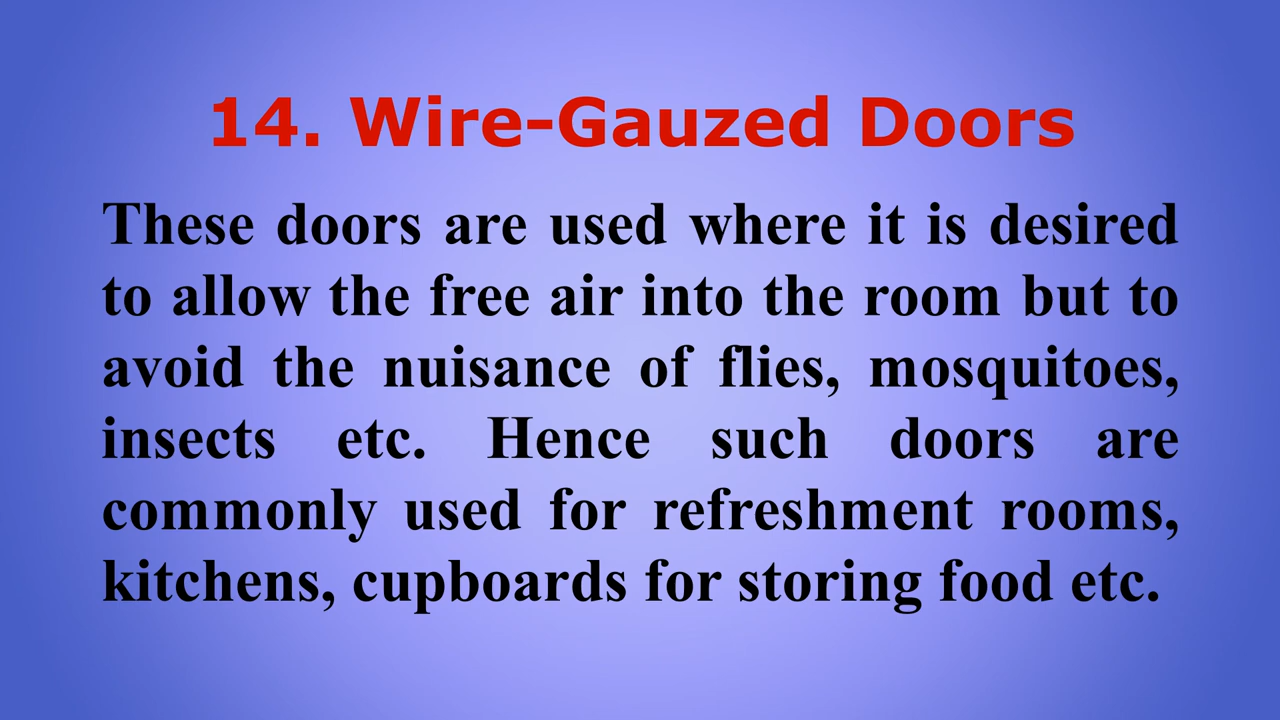 14. Wire-Gauzed Doors
These doors are used where it is desired
to allow the free air into the room but to
avoid the nuisance of flies, mosquitoes,
insects etc. Hence such doors are
commonly used for refreshment rooms,
kitchens, cupboards for storing food etc.